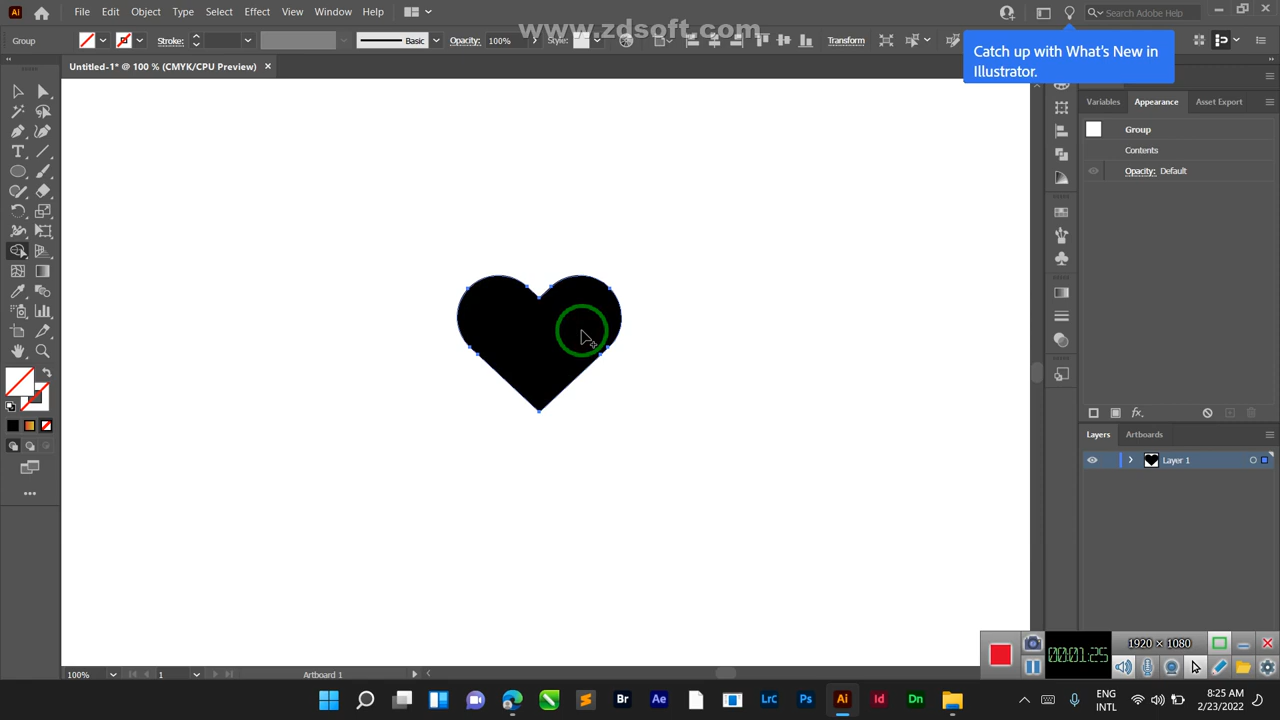 Ai File Edit Object Type Select Effect View Window Help Search Adobe Help
www.zdsoft.com
Group Stroke: Basic Opacity: 100% Style: Transform
Catch up with What's New in
Illustrator.
Untitled-1* @ 100 % (CMYK/CPU Preview)
Variables Appearance Asset Export
Group
Contents
Opacity: Default
fx.
Layers Artboards
Layer 1
1920 × 1080
00:01:25
100% 1 Artboard 1
Br Ae Lrc Ps Ai Id Dn
ENG
INTL
8:25 AM
2/23/2022